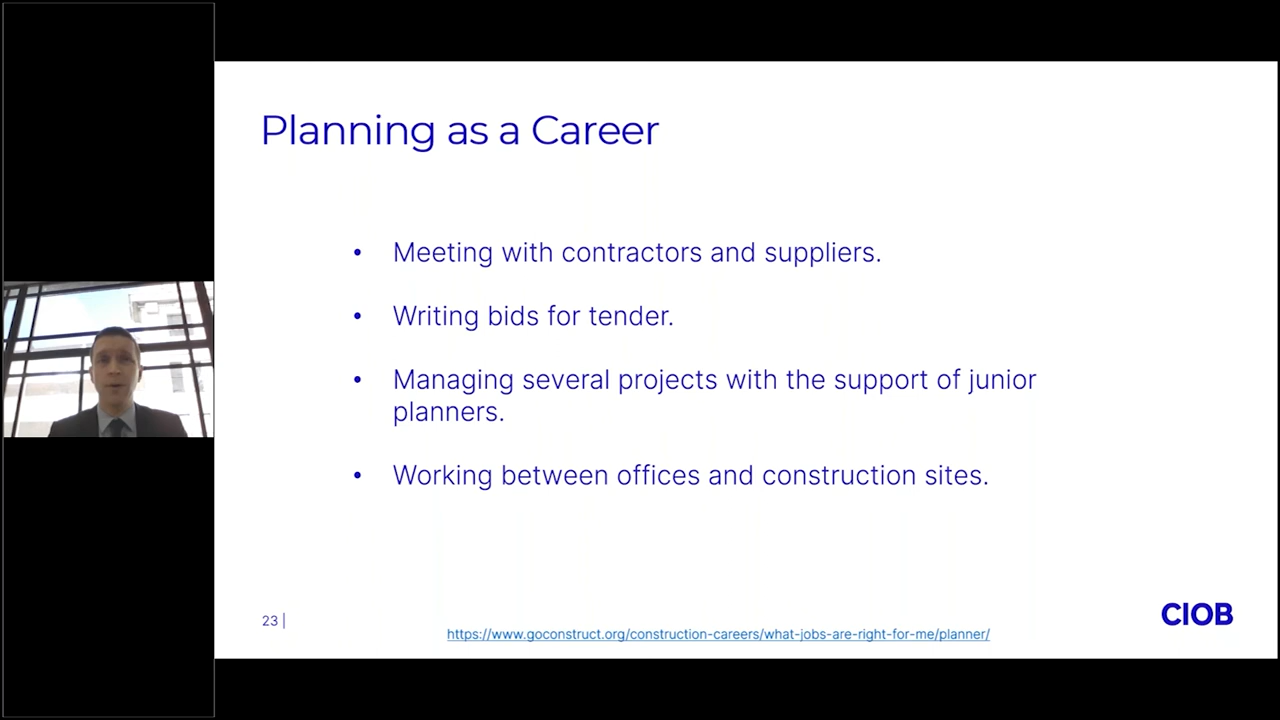 Planning as a Career
• Meeting with contractors and suppliers.
• Writing bids for tender.
• Managing several projects with the support of junior
planners.
• Working between offices and construction sites.
23 |
https://www.goconstruct.org/construction-careers/what-jobs-are-right-for-me/planner/
CIOB